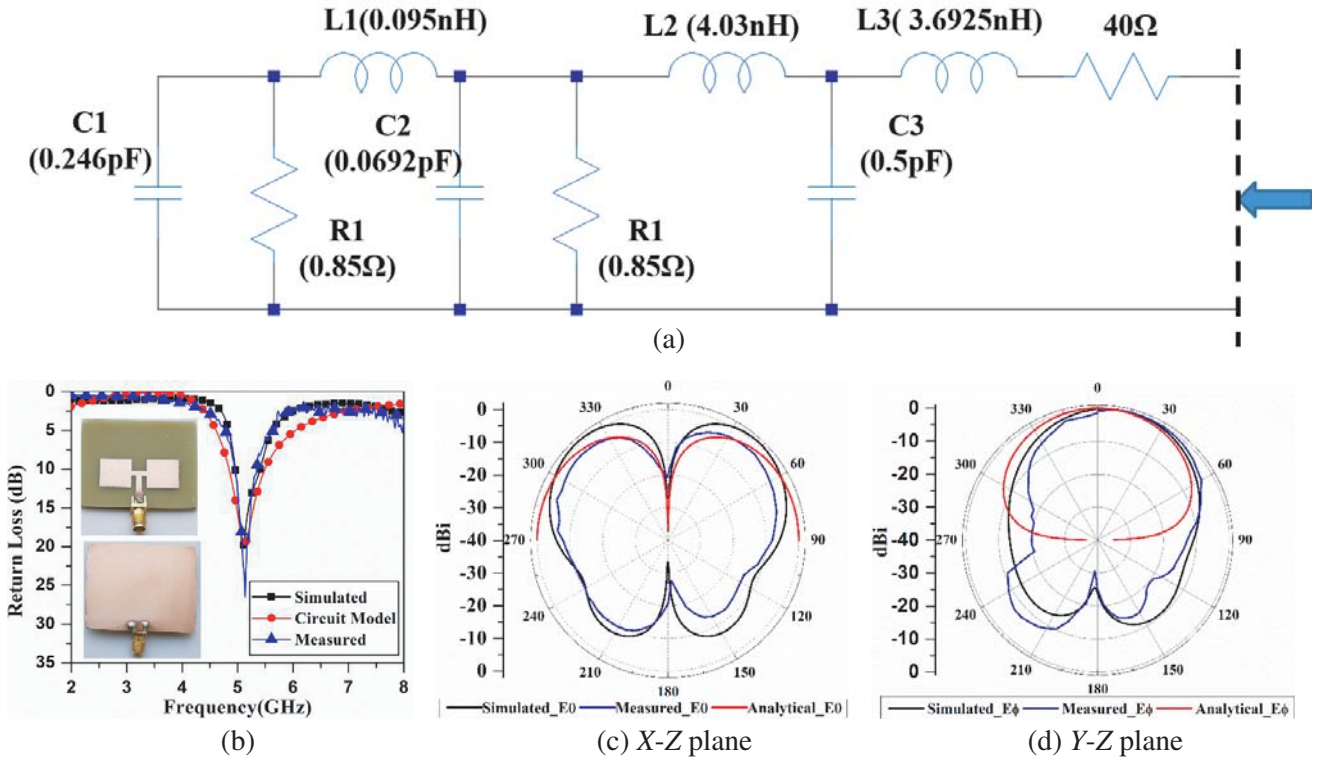 L1(0.095nH)
L2 (4.03nH)
L3( 3.6925nH)
40Ω
C1
(0.246pF)
C2
(0.0692pF)
C3
(0.5pF)
R1
(0.85Ω)
R1
(0.85Ω)
(a)
0
5
10
15
20
25
30
35
Return Loss (dB)
2 3 4 5 6 7 8
Frequency(GHz)
Simulated
Circuit Model
Measured
(b)
0
-10
-20
-30
-40
-30
-20
-10
0
dBi
0
30
60
90
120
150
180
210
240
270
300
330
Simulated_Eθ Measured_Eθ Analytical_Eθ
(c) X-Z plane
0
-10
-20
-30
-40
-30
-20
-10
0
dBi
0
30
60
90
120
150
180
210
240
270
300
330
Simulated_Eϕ Measured_Eϕ Analytical_Eϕ
(d) Y-Z plane